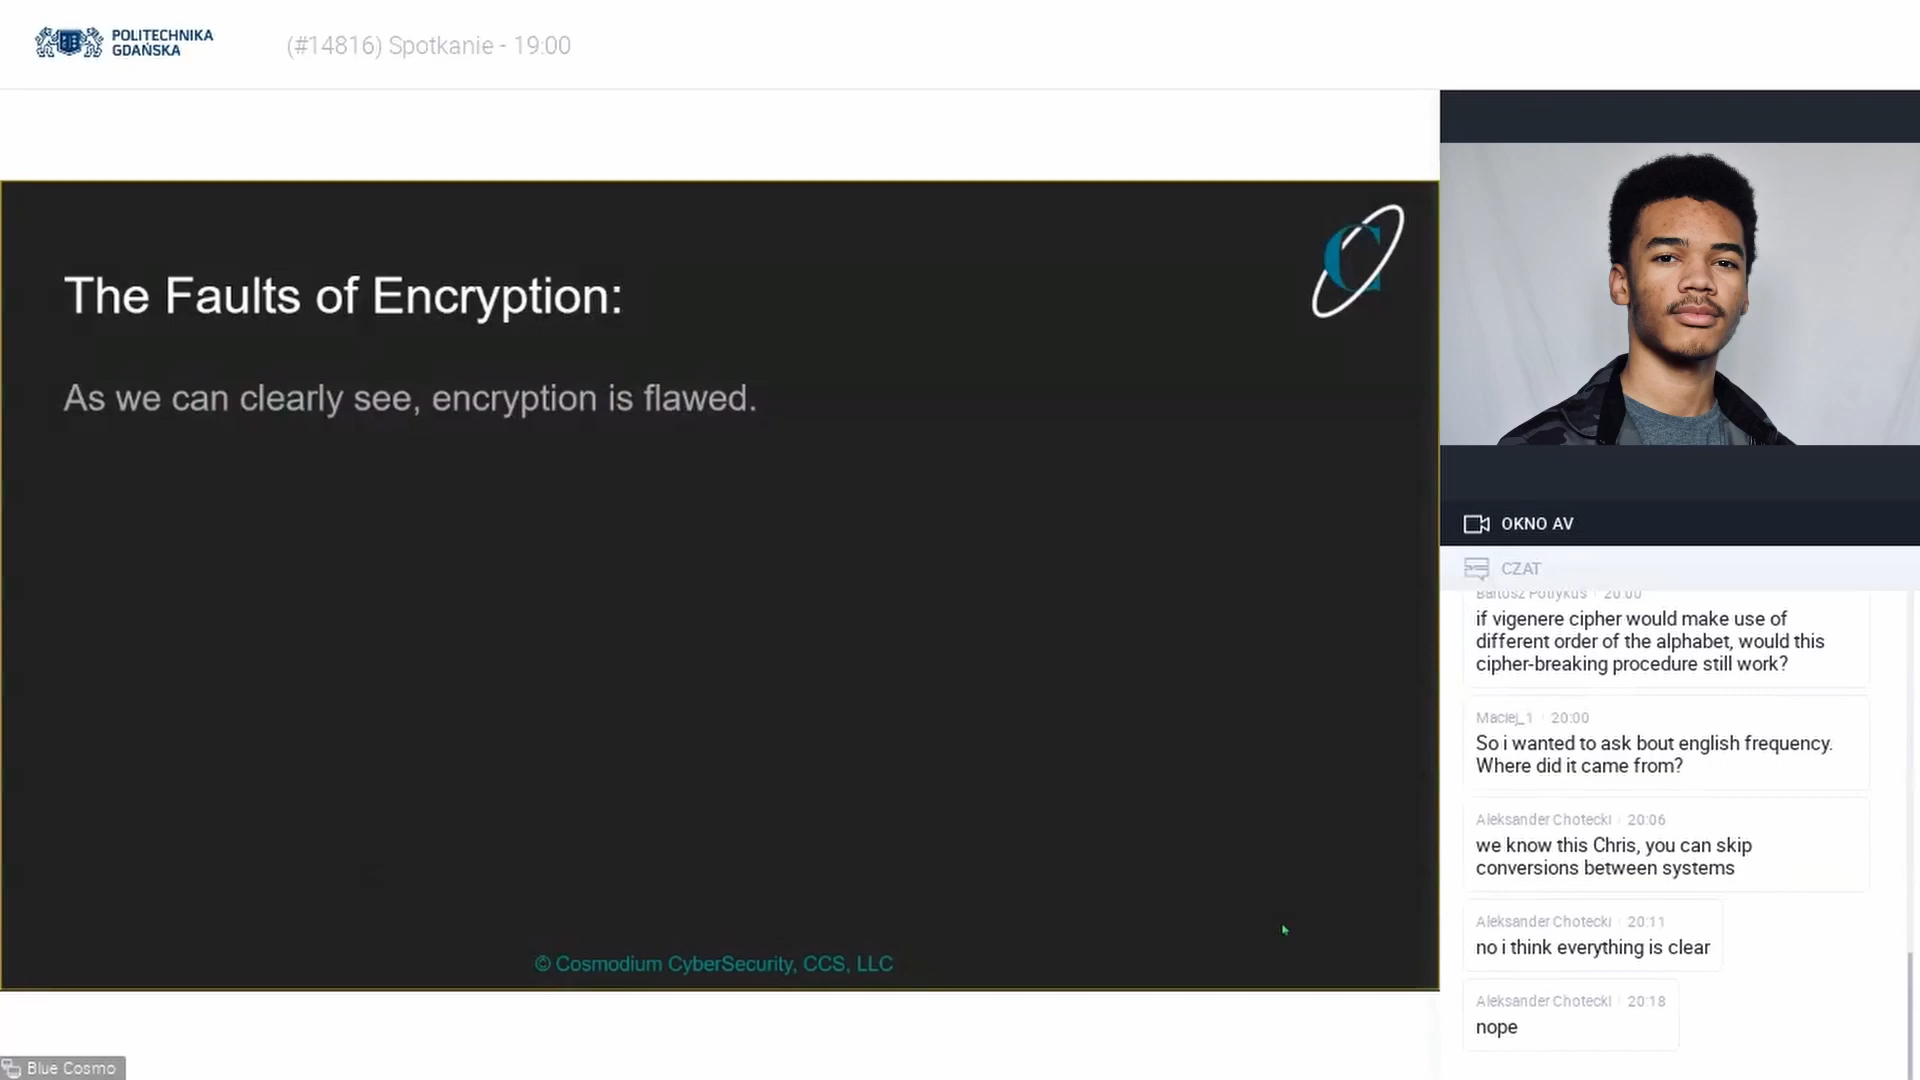 POLITECHNIKA
GDAŃSKA
(#14816) Spotkanie - 19:00
The Faults of Encryption:
As we can clearly see, encryption is flawed.
© Cosmodium CyberSecurity, CCS, LLC
Blue Cosmo
OKNO AV
CZAT
Bartosz Potrykus 20:00
if vigenere cipher would make use of
different order of the alphabet, would this
cipher-breaking procedure still work?
Maciej_1 20:00
So i wanted to ask bout english frequency.
Where did it came from?
Aleksander Chotecki 20:06
we know this Chris, you can skip
conversions between systems
Aleksander Chotecki 20:11
no i think everything is clear
Aleksander Chotecki 20:18
nope